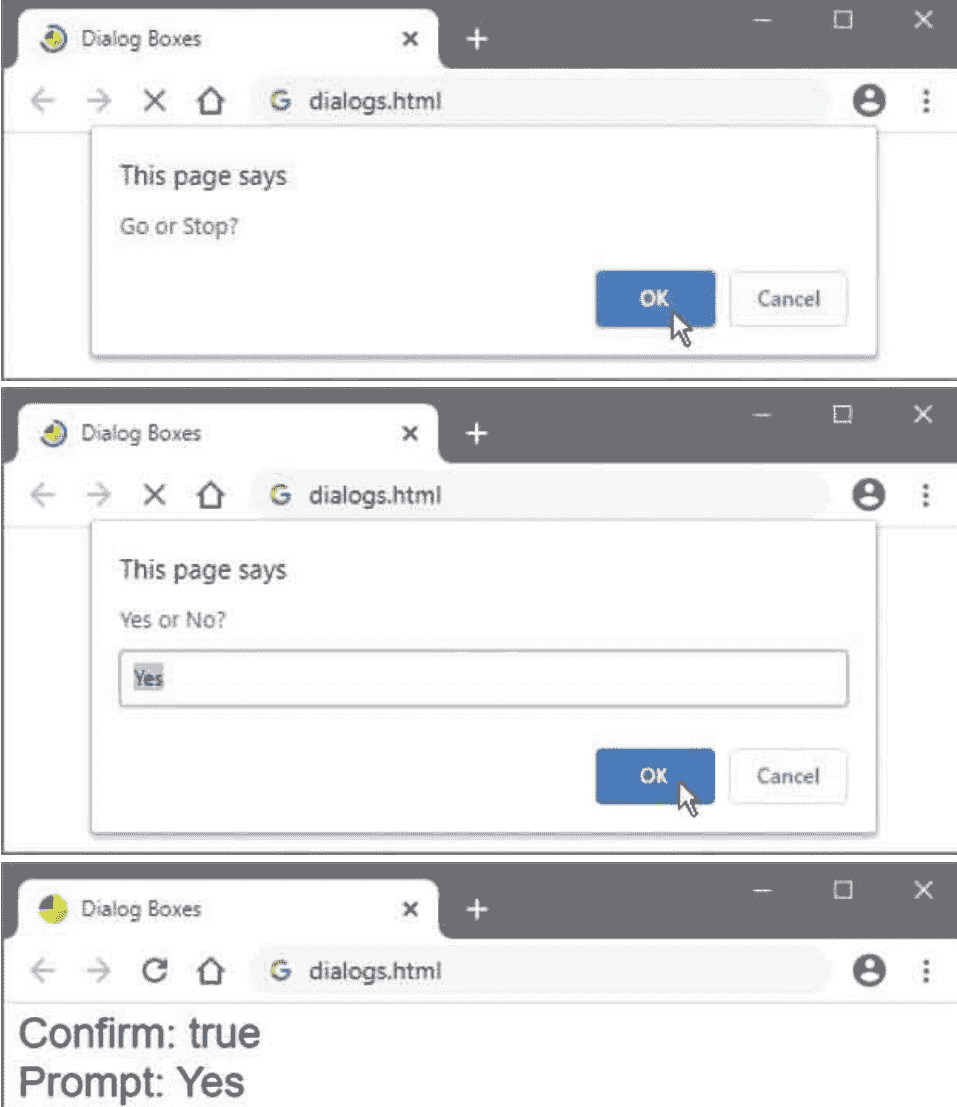 Dialog Boxes
dialogs.html
This page says
Go or Stop?
OK Cancel
Dialog Boxes
dialogs.html
This page says
Yes or No?
Yes
OK Cancel
Dialog Boxes
dialogs.html
Confirm: true
Prompt: Yes